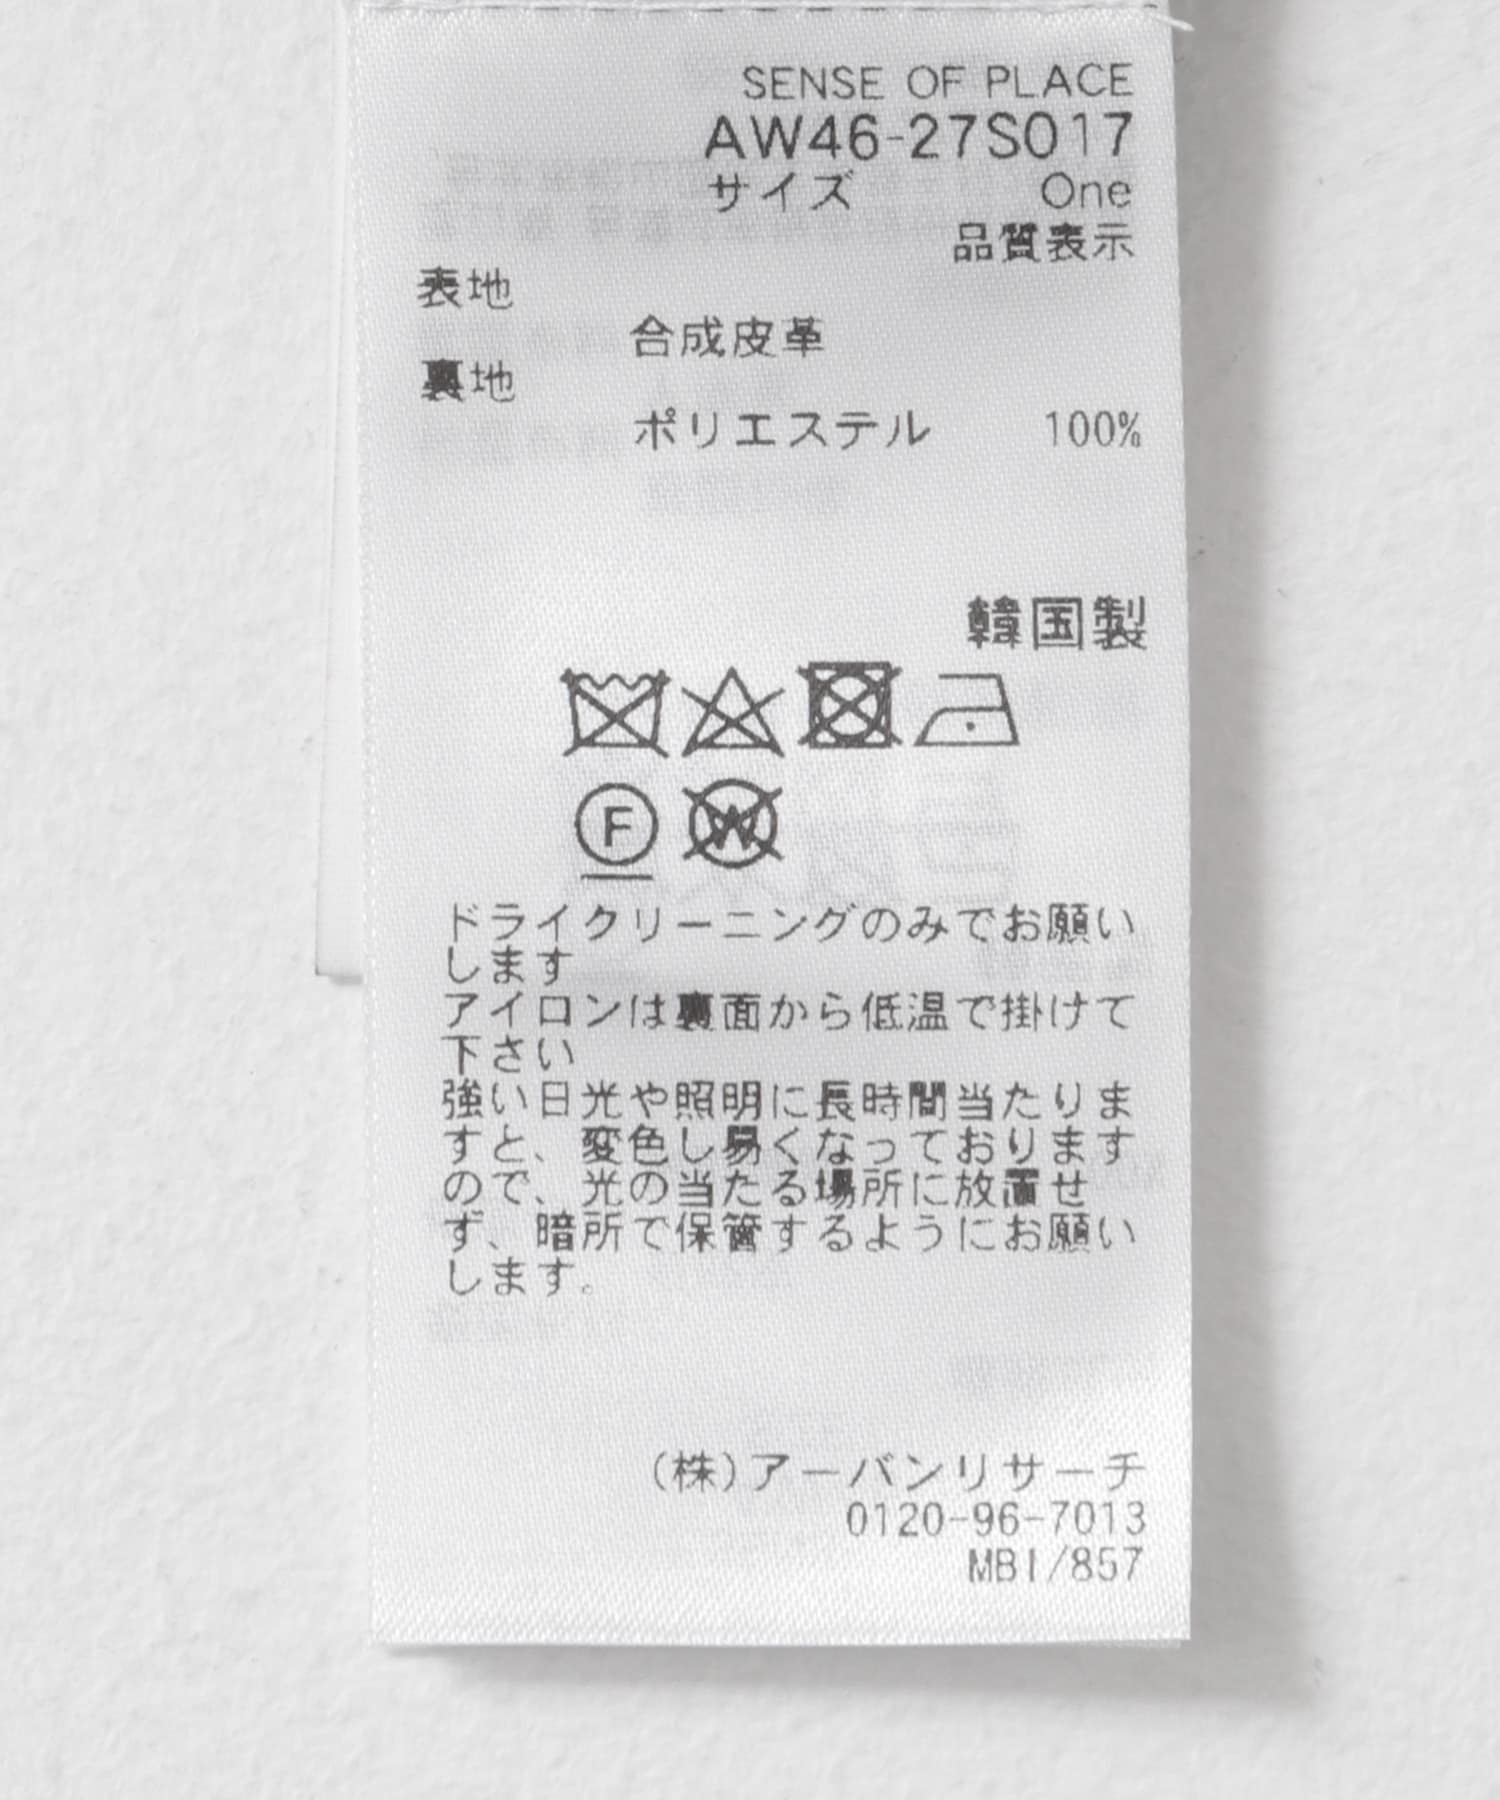 SENSE OF PLACE
AW46-27S017
サイズ One
品質表示
表地
合成皮革
裏地
ポリエステル 100%
韓国製
F W
ドライクリーニングのみでお願い
します
アイロンは裏面から低温で掛けて
下さい
強い日光や照明に長時間当たりま
すと、変色し易くなっております
ので、光の当たる場所に放置せ
ず、暗所で保管するようにお願い
します。
(株)アーバンリサーチ
0120-96-7013
MBI/857